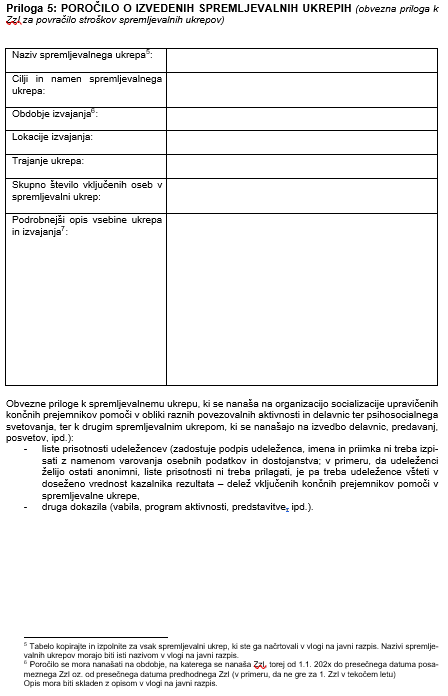 Priloga 5: POROČILO O IZVEDENIH SPREMLJEVALNIH UKREPIH (obvezna priloga k
ZzI za povračilo stroškov spremljevalnih ukrepov)
Naziv spremljevalnega ukrepa5:
Cilji in namen spremljevalnega
ukrepa:
Obdobje izvajanja6:
Lokacije izvajanja:
Trajanje ukrepa:
Skupno število vključenih oseb v
spremljevalni ukrep:
Podrobnejši opis vsebine ukrepa
in izvajanja7:
Obvezne priloge k spremljevalnemu ukrepu, ki se nanaša na organizacijo socializacije upravičenih
končnih prejemnikov pomoči v obliki raznih povezovalnih aktivnosti in delavnic ter psihosocialnega
svetovanja, ter k drugim spremljevalnim ukrepom, ki se nanašajo na izvedbo delavnic, predavanj,
posvetov, ipd.):
- liste prisotnosti udeležencev (zadostuje podpis udeleženca, imena in priimka ni treba izpi-
sati z namenom varovanja osebnih podatkov in dostojanstva; v primeru, da udeleženci
želijo ostati anonimni, liste prisotnosti ni treba prilagati, je pa treba udeležence všteti v
doseženo vrednost kazalnika rezultata – delež vključenih končnih prejemnikov pomoči v
spremljevalne ukrepe,
- druga dokazila (vabila, program aktivnosti, predstavitve, ipd.).
5 Tabelo kopirajte in izpolnite za vsak spremljevalni ukrep, ki ste ga načrtovali v vlogi na javni razpis. Nazivi spremlje-
valnih ukrepov morajo biti isti nazivom v vlogi na javni razpis.
6 Poročilo se mora nanašati na obdobje, na katerega se nanaša ZzI, torej od 1.1. 202x do presečnega datuma posa-
meznega ZzI oz. od presečnega datuma predhodnega ZzI (v primeru, da ne gre za 1. ZzI v tekočem letu)
Opis mora biti skladen z opisom v vlogi na javni razpis.